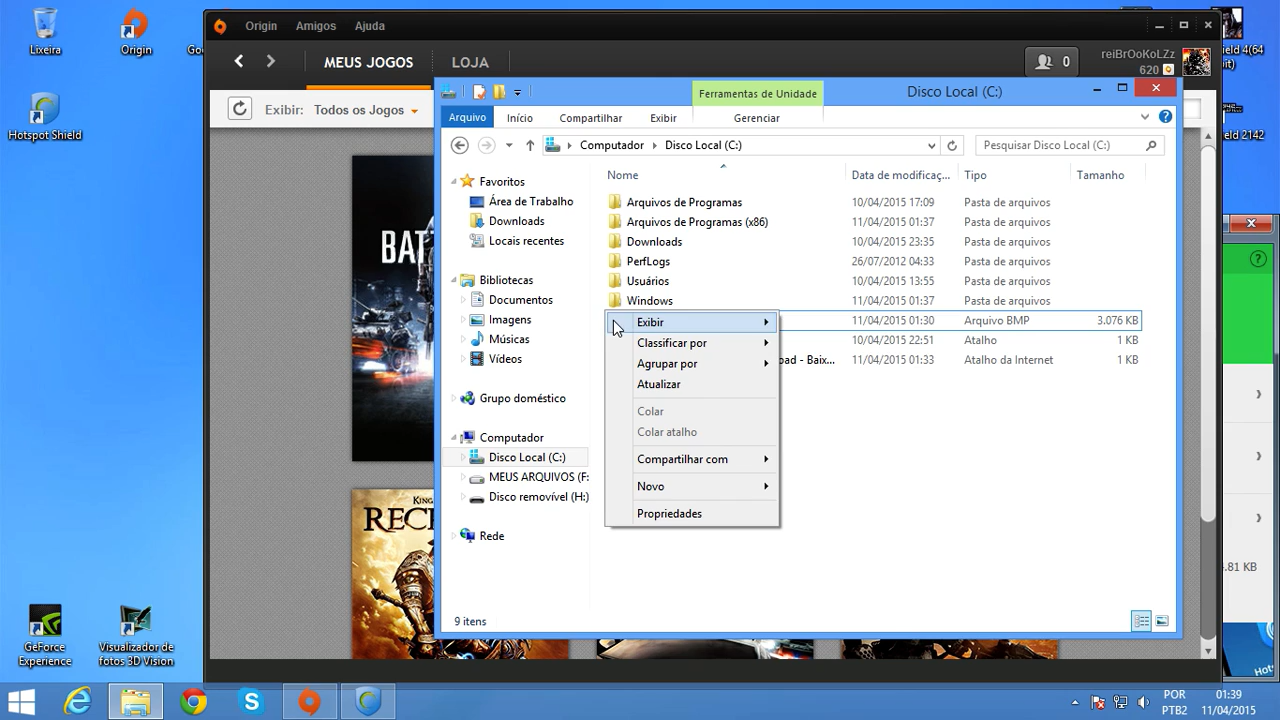 Lixeira
Origin
Hotspot Shield
GeForce Experience
Visualizador de fotos 3D Vision
Origin Amigos Ajuda
MEUS JOGOS LOJA
0
reiBrOoKoLZz
620
Exibir: Todos os Jogos
BAT
KING
REC
Ferramentas de Unidade
Disco Local (C:)
Arquivo Início Compartilhar Exibir Gerenciar
Computador Disco Local (C:)
Pesquisar Disco Local (C:)
Favoritos
Área de Trabalho
Downloads
Locais recentes
Bibliotecas
Documentos
Imagens
Músicas
Vídeos
Grupo doméstico
Computador
Disco Local (C:)
MEUS ARQUIVOS (F:
Disco removível (H:)
Rede
Nome Data de modificaç... Tipo Tamanho
Arquivos de Programas 10/04/2015 17:09 Pasta de arquivos
Arquivos de Programas (x86) 11/04/2015 01:37 Pasta de arquivos
Downloads 10/04/2015 23:35 Pasta de arquivos
PerfLogs 26/07/2012 04:33 Pasta de arquivos
Usuários 10/04/2015 13:55 Pasta de arquivos
Windows 11/04/2015 01:37 Pasta de arquivos
11/04/2015 01:30 Arquivo BMP 3.076 KB
10/04/2015 22:51 Atalho 1 KB
oad - Baix... 11/04/2015 01:33 Atalho da Internet 1 KB
Exibir
Classificar por
Agrupar por
Atualizar
Colar
Colar atalho
Compartilhar com
Novo
Propriedades
9 itens
ield 4(64
bit)
eld 2142
.81 KB
Hot
POR
PTB2
01:39
11/04/2015